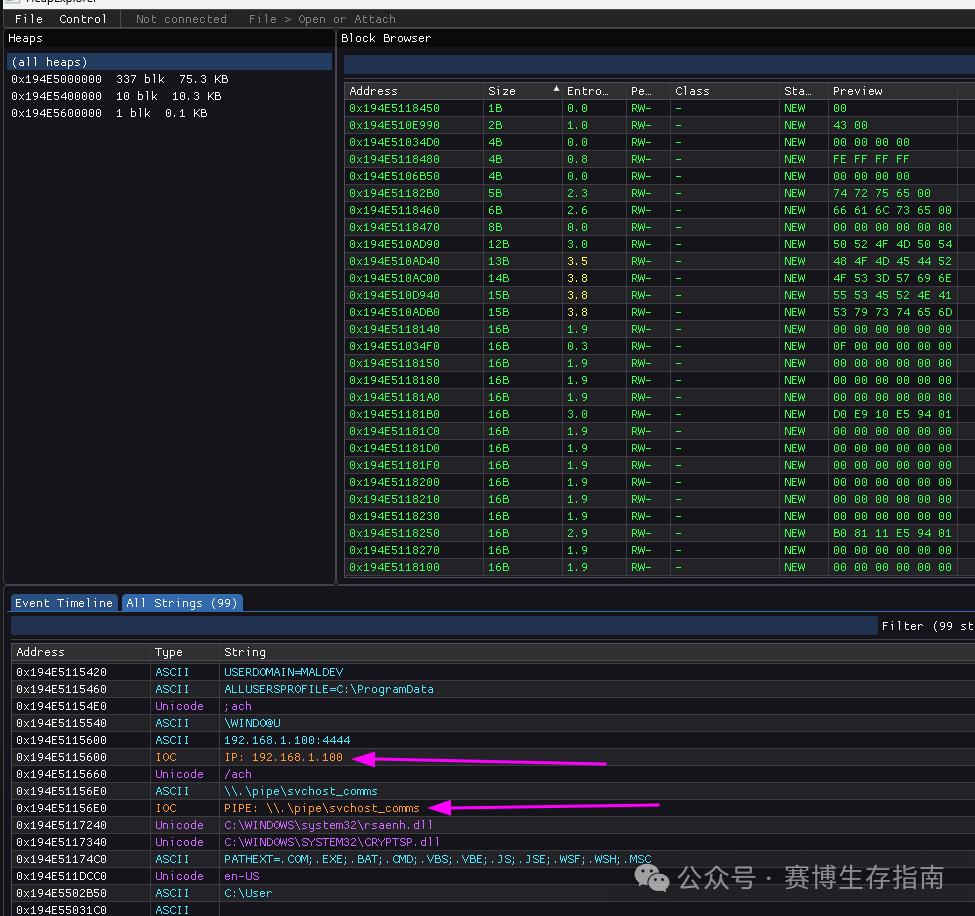 HeapExplorer
File Control Not connected File > Open or Attach
Heaps
(all heaps)
0x194E5000000 337 blk 75.3 KB
0x194E5400000 10 blk 10.3 KB
0x194E5600000 1 blk 0.1 KB
Block Browser
Address Size Entro… Pe… Class Sta… Preview
0x194E5118450 1B 0.0 RW- - NEW 00
0x194E510E990 2B 1.0 RW- - NEW 43 00
0x194E51034D0 4B 0.0 RW- - NEW 00 00 00 00
0x194E5118480 4B 0.8 RW- - NEW FE FF FF FF
0x194E5106B50 4B 0.0 RW- - NEW 00 00 00 00
0x194E51182B0 5B 2.3 RW- - NEW 74 72 75 65 00
0x194E5118460 6B 2.6 RW- - NEW 66 61 6C 73 65 00
0x194E5118470 8B 0.0 RW- - NEW 00 00 00 00 00 00
0x194E510AD90 12B 3.0 RW- - NEW 50 52 4F 4D 50 54
0x194E510AD40 13B 3.5 RW- - NEW 48 4F 4D 45 44 52
0x194E510AC00 14B 3.8 RW- - NEW 4F 53 3D 57 69 6E
0x194E510D940 15B 3.8 RW- - NEW 55 53 45 52 4E 41
0x194E510ADB0 15B 3.8 RW- - NEW 53 79 73 74 65 6D
0x194E5118140 16B 1.9 RW- - NEW 00 00 00 00 00 00
0x194E51034F0 16B 0.3 RW- - NEW 0F 00 00 00 00 00
0x194E5118150 16B 1.9 RW- - NEW 00 00 00 00 00 00
0x194E5118180 16B 1.9 RW- - NEW 00 00 00 00 00 00
0x194E51181A0 16B 1.9 RW- - NEW 00 00 00 00 00 00
0x194E51181B0 16B 3.0 RW- - NEW D0 E9 10 E5 94 01
0x194E51181C0 16B 1.9 RW- - NEW 00 00 00 00 00 00
0x194E51181D0 16B 1.9 RW- - NEW 00 00 00 00 00 00
0x194E51181F0 16B 1.9 RW- - NEW 00 00 00 00 00 00
0x194E5118200 16B 1.9 RW- - NEW 00 00 00 00 00 00
0x194E5118210 16B 1.9 RW- - NEW 00 00 00 00 00 00
0x194E5118230 16B 1.9 RW- - NEW 00 00 00 00 00 00
0x194E5118250 16B 2.9 RW- - NEW B0 81 11 E5 94 01
0x194E5118270 16B 1.9 RW- - NEW 00 00 00 00 00 00
0x194E5118100 16B 1.9 RW- - NEW 00 00 00 00 00 00
Event Timeline All Strings (99)
Filter (99 st
Address Type String
0x194E5115420 ASCII USERDOMAIN=MALDEV
0x194E5115460 ASCII ALLUSERSPROFILE=C:\ProgramData
0x194E51154E0 Unicode ;ach
0x194E5115540 ASCII \WINDO@U
0x194E5115600 ASCII 192.168.1.100:4444
0x194E5115600 IOC IP: 192.168.1.100
0x194E5115660 Unicode /ach
0x194E51156E0 ASCII \\.\pipe\svchost_comms
0x194E51156E0 IOC PIPE: \\.\pipe\svchost_comms
0x194E5117240 Unicode C:\WINDOWS\system32\rsaenh.dll
0x194E5117340 Unicode C:\WINDOWS\SYSTEM32\CRYPTSP.dll
0x194E51174C0 ASCII PATHEXT=.COM;.EXE;.BAT;.CMD;.VBS;.VBE;.JS;.JSE;.WSF;.WSH;.MSC
0x194E511DCC0 Unicode en-US
0x194E5502B50 ASCII C:\User
0x194E55031C0 ASCII
公众号 · 赛博生存指南